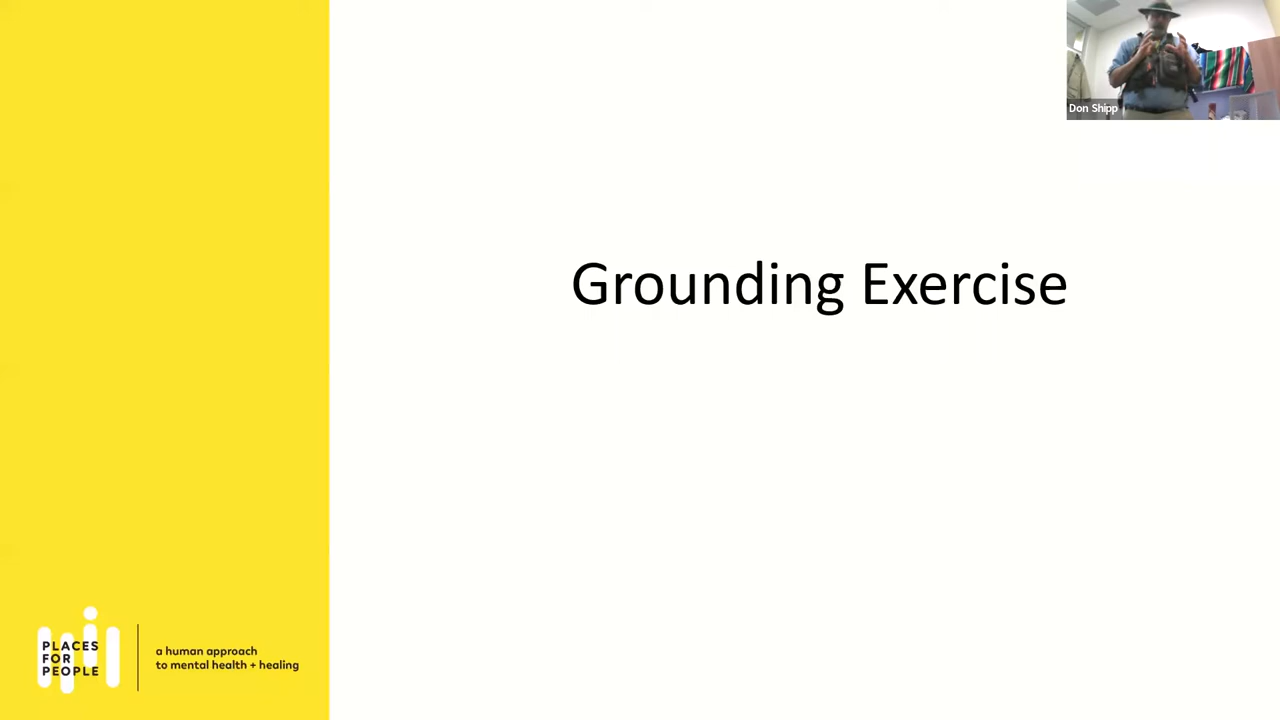 Don Shipp
Grounding Exercise
PLACES
FOR
PEOPLE
a human approach
to mental health + healing